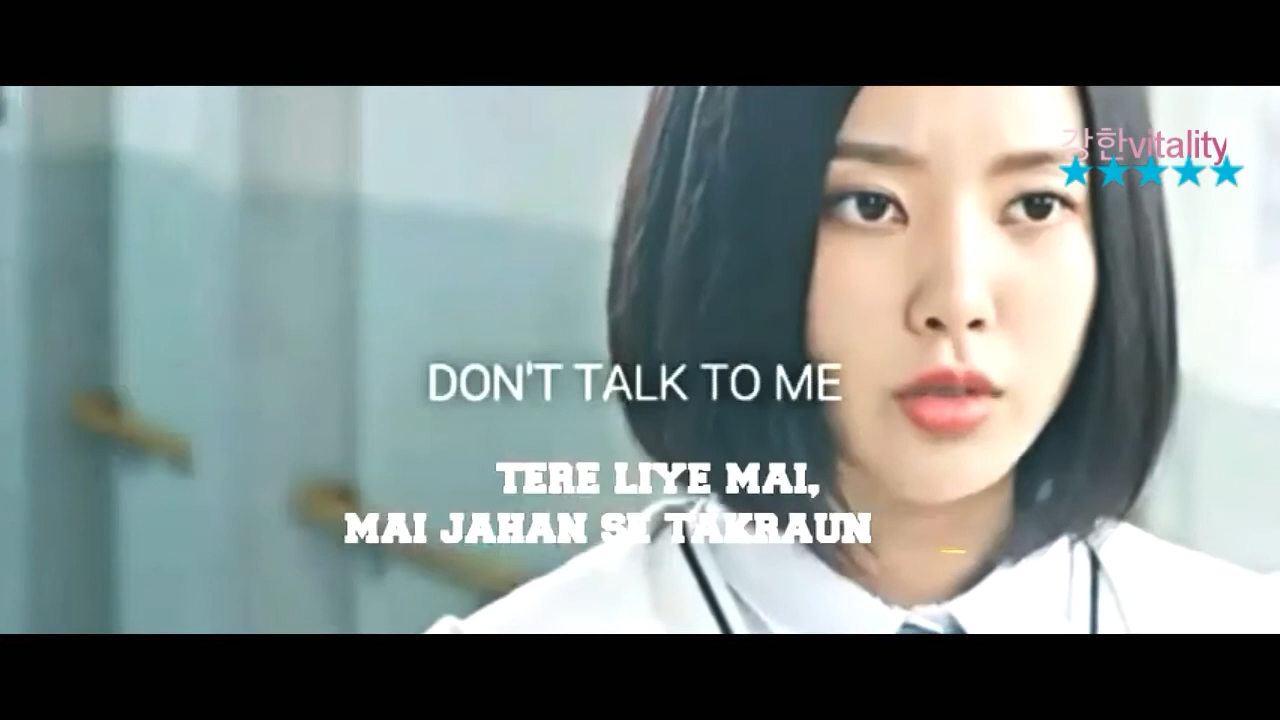 강한vitality
DON'T TALK TO ME
TERE LIYE MAI,
MAI JAHAN SE TAKRAUN